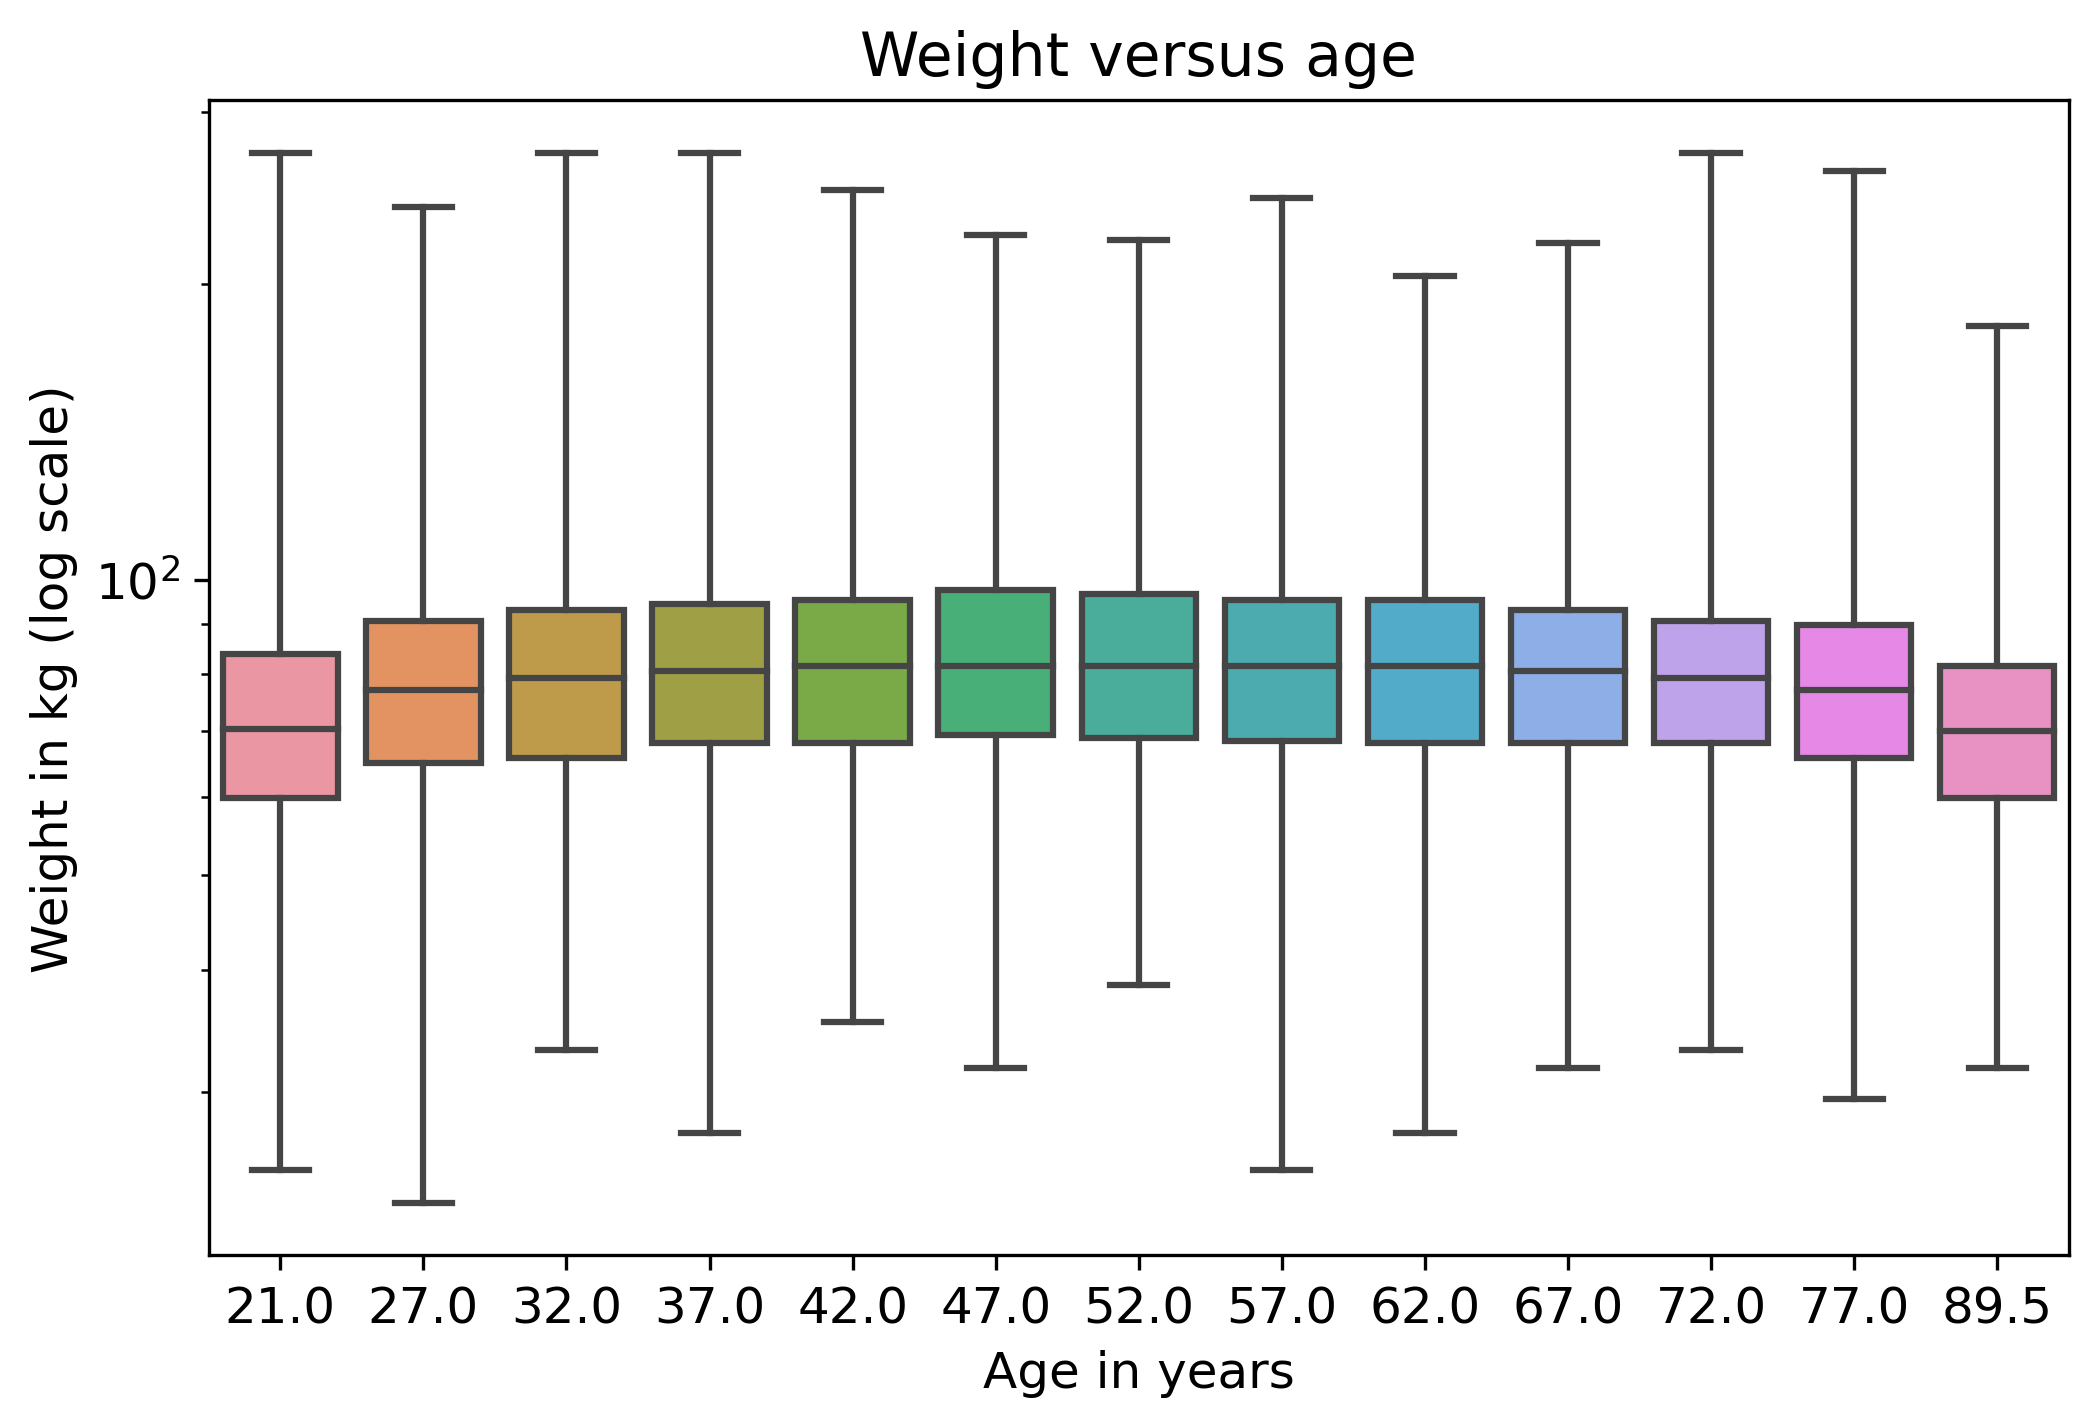 Weight versus age
Weight in kg (log scale)
10²
21.0 27.0 32.0 37.0 42.0 47.0 52.0 57.0 62.0 67.0 72.0 77.0 89.5
Age in years